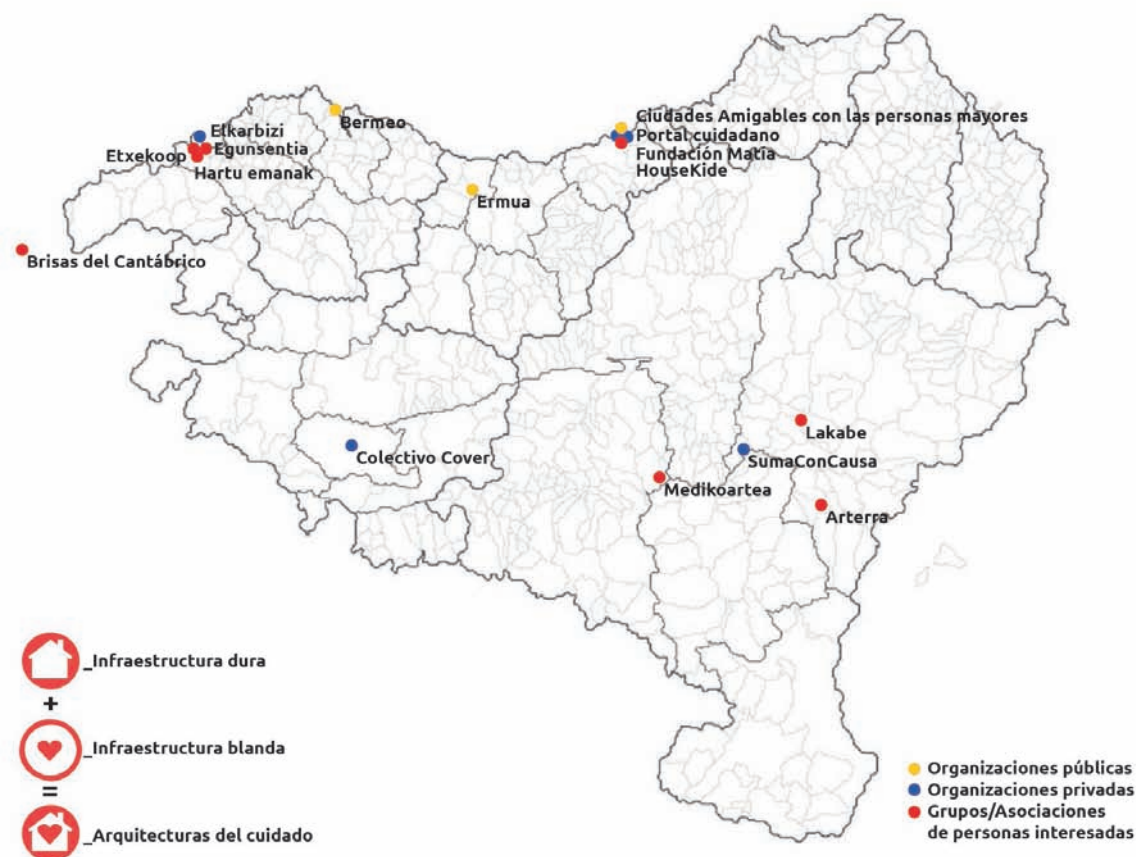 Ciudades Amigables con las personas mayores
Bermeo
Elkarbizi
Portal cuidadano
Etxekoop
Egunsentia
Fundación Matia
Hartu emanak
HouseKide
Ermua
Brisas del Cantábrico
Lakabe
Colectivo Cover
SumaConCausa
Medikoartea
Arterra
_Infraestructura dura
+
_Infraestructura blanda
=
_Arquitecturas del cuidado
Organizaciones públicas
Organizaciones privadas
Grupos/Asociaciones
de personas interesadas